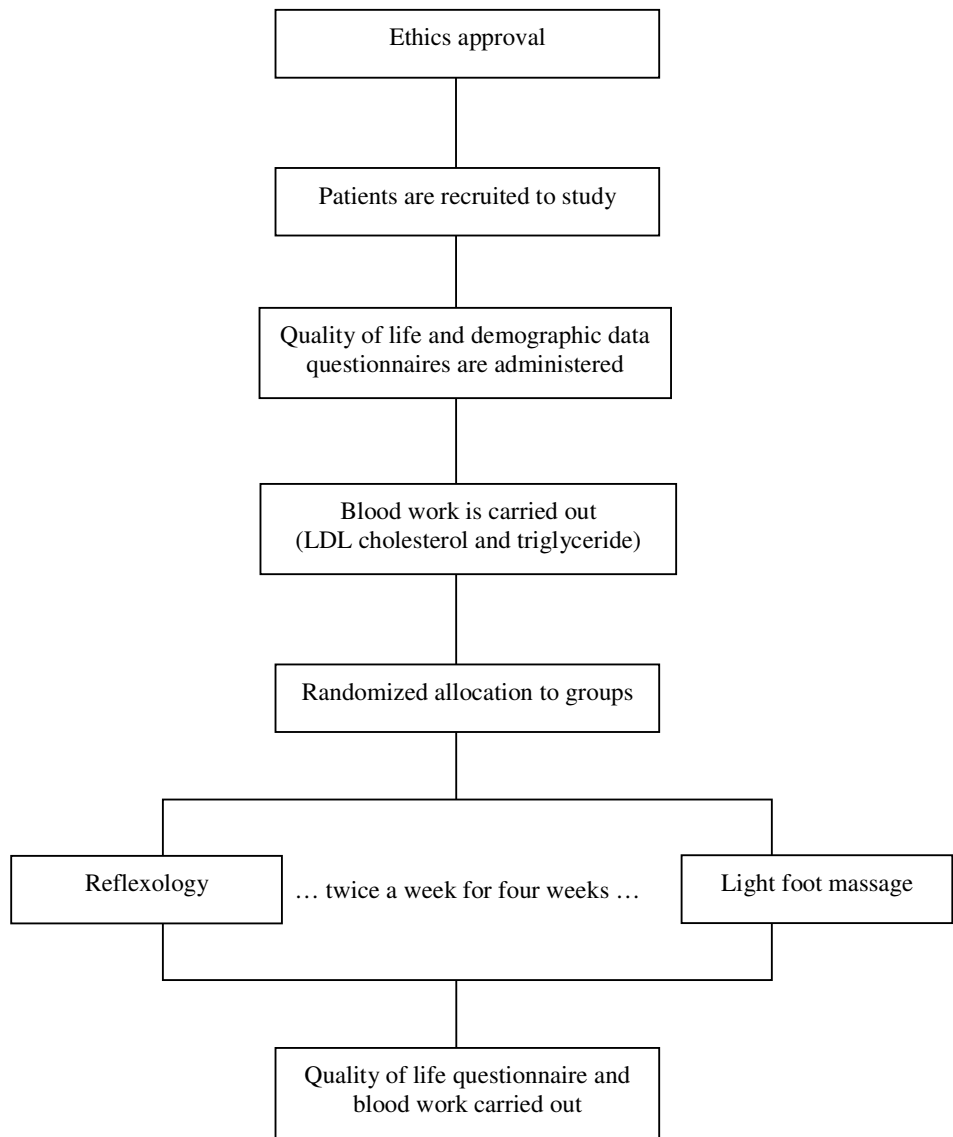 Ethics approval
Patients are recruited to study
Quality of life and demographic data
questionnaires are administered
Blood work is carried out
(LDL cholesterol and triglyceride)
Randomized allocation to groups
Reflexology
… twice a week for four weeks …
Light foot massage
Quality of life questionnaire and
blood work carried out